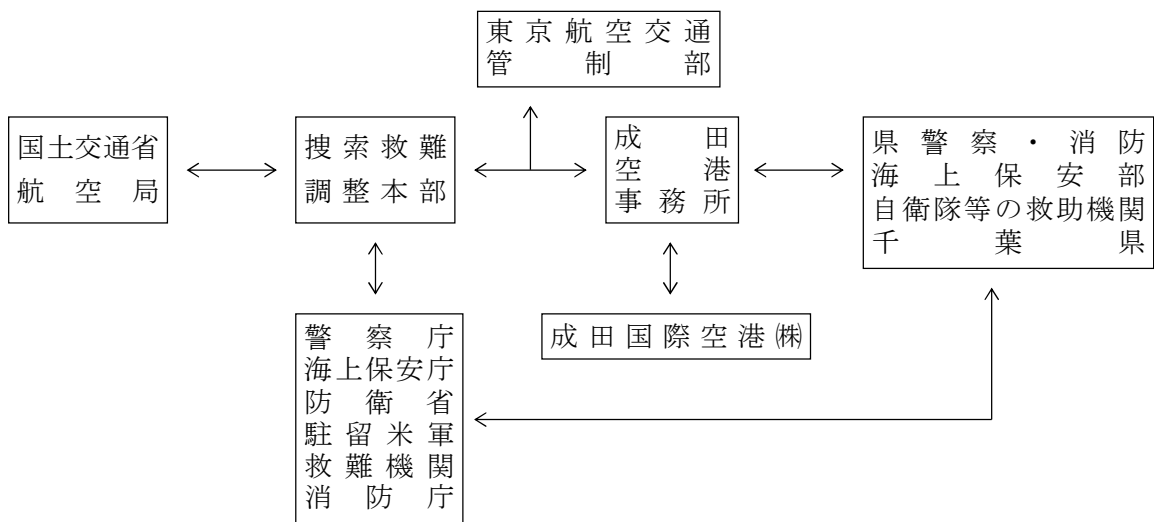 東京航空交通
管制部
国土交通省
航空局
捜索救難
調整本部
成田
空港
事務所
県警察・消防
海上保安部
自衛隊等の救助機関
千葉県
警察庁
海上保安庁
防衛省
駐留米軍
救難機関
消防庁
成田国際空港㈱